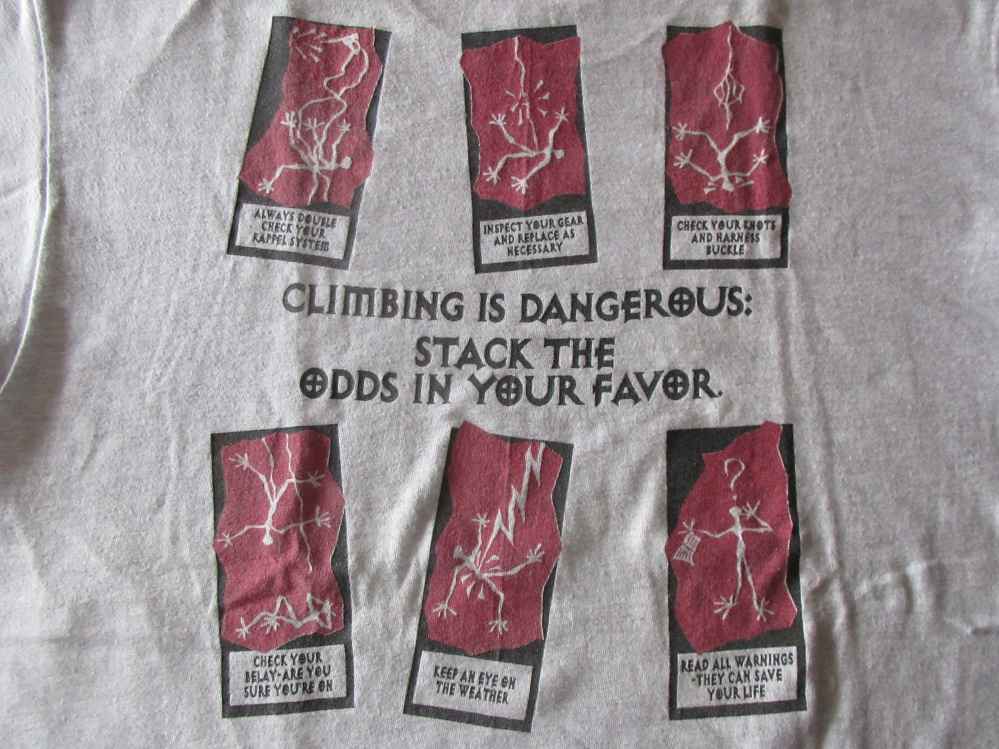 ALWAYS DOUBLE
CHECK YOUR
RAPPEL SYSTEM
INSPECT YOUR GEAR
AND REPLACE AS
NECESSARY
CHECK YOUR KNOTS
AND HARNESS
BUCKLE
CLIMBING IS DANGEROUS:
STACK THE
ODDS IN YOUR FAVOR.
CHECK YOUR
BELAY-ARE YOU
SURE YOU'RE ON
KEEP AN EYE ON
THE WEATHER
?
READ ALL WARNINGS
-THEY CAN SAVE
YOUR LIFE